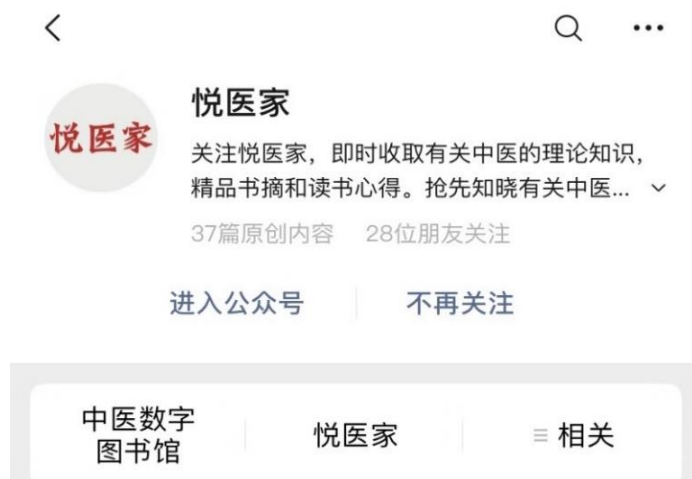 悦医家
悦医家
关注悦医家，即时收取有关中医的理论知识，
精品书摘和读书心得。抢先知晓有关中医...
37篇原创内容 28位朋友关注
进入公众号 不再关注
中医数字
图书馆
悦医家
相关